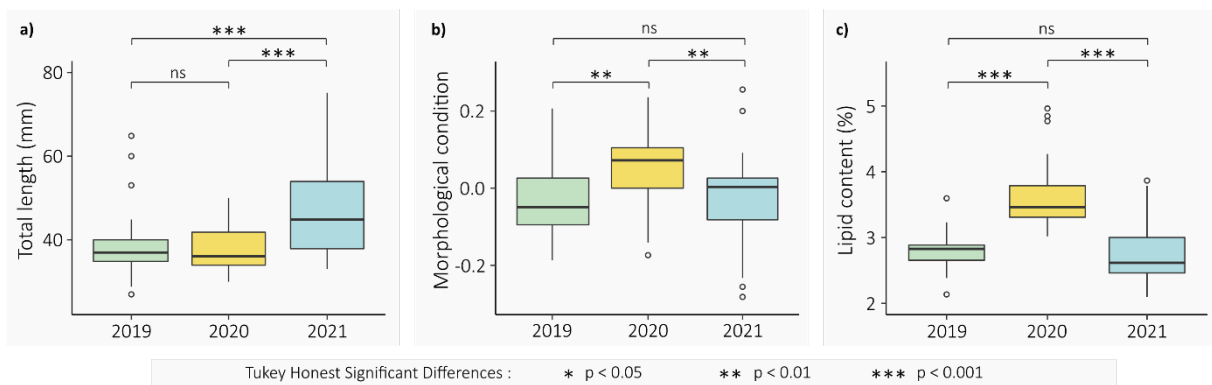 a)
***
***
ns
Total length (mm)
80
60
40
2019 2020 2021
b)
ns
** **
Morphological condition
0.2
0.0
-0.2
2019 2020 2021
c)
ns
*** ***
Lipid content (%)
5
4
3
2
2019 2020 2021
Tukey Honest Significant Differences : * p < 0.05 ** p < 0.01 *** p < 0.001